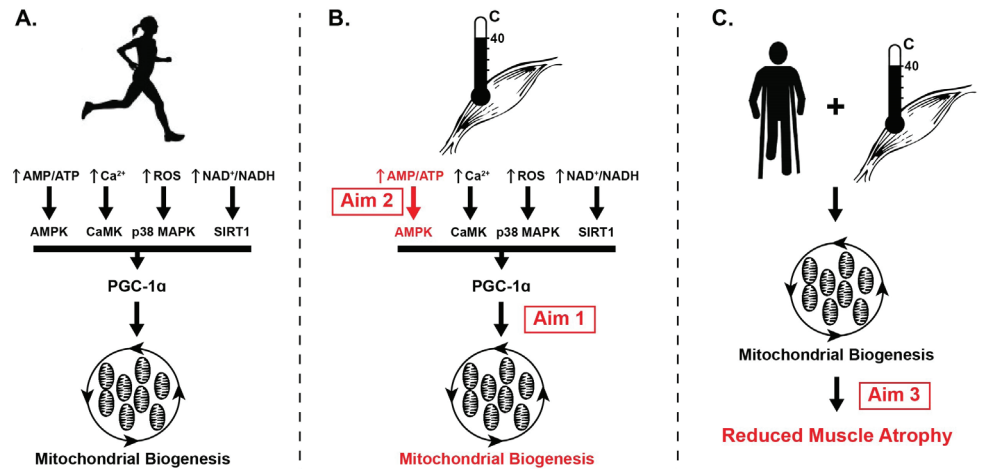 A.
↑AMP/ATP ↑Ca²⁺ ↑ROS ↑NAD⁺/NADH
AMPK CaMK p38 MAPK SIRT1
PGC-1α
Mitochondrial Biogenesis
B.
C
40
↑AMP/ATP ↑Ca²⁺ ↑ROS ↑NAD⁺/NADH
Aim 2
AMPK CaMK p38 MAPK SIRT1
PGC-1α
Aim 1
Mitochondrial Biogenesis
C.
C
40
+
Mitochondrial Biogenesis
Aim 3
Reduced Muscle Atrophy